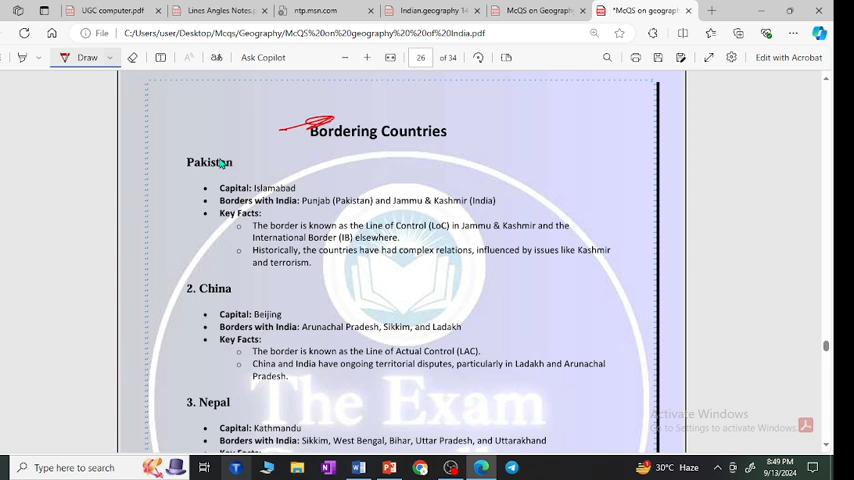 UGC computer.pdf
Lines Angles Notes.p
ntp.msn.com
Indian.geography 14
McQS on Geography
*McQS on geograph
File
C:/Users/user/Desktop/Mcqs/Geography/McQS%20on%20geography%20%20of%20India.pdf
Draw
Ask Copilot
26 of 34
Edit with Acrobat
Bordering Countries
Pakistan
• Capital: Islamabad
• Borders with India: Punjab (Pakistan) and Jammu & Kashmir (India)
• Key Facts:
o The border is known as the Line of Control (LoC) in Jammu & Kashmir and the
International Border (IB) elsewhere.
o Historically, the countries have had complex relations, influenced by issues like Kashmir
and terrorism.
2. China
• Capital: Beijing
• Borders with India: Arunachal Pradesh, Sikkim, and Ladakh
• Key Facts:
o The border is known as the Line of Actual Control (LAC).
o China and India have ongoing territorial disputes, particularly in Ladakh and Arunachal
Pradesh.
The Exam
3. Nepal
• Capital: Kathmandu
• Borders with India: Sikkim, West Bengal, Bihar, Uttar Pradesh, and Uttarakhand
Activate Windows
Go to Settings to activate Windows.
Type here to search
30°C Haze
8:49 PM
9/13/2024